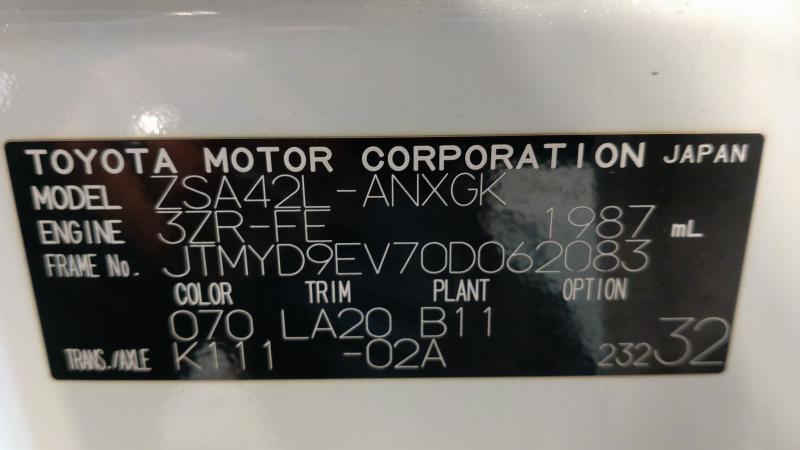 TOYOTA MOTOR CORPORATION JAPAN
MODEL ZSA42L-ANXGK
ENGINE 3ZR-FE 1987 mL
FRAME No. JTMYD9EV70D062083
COLOR TRIM PLANT OPTION
070 LA20 B11
TRANS./AXLE K111 -02A 232 32